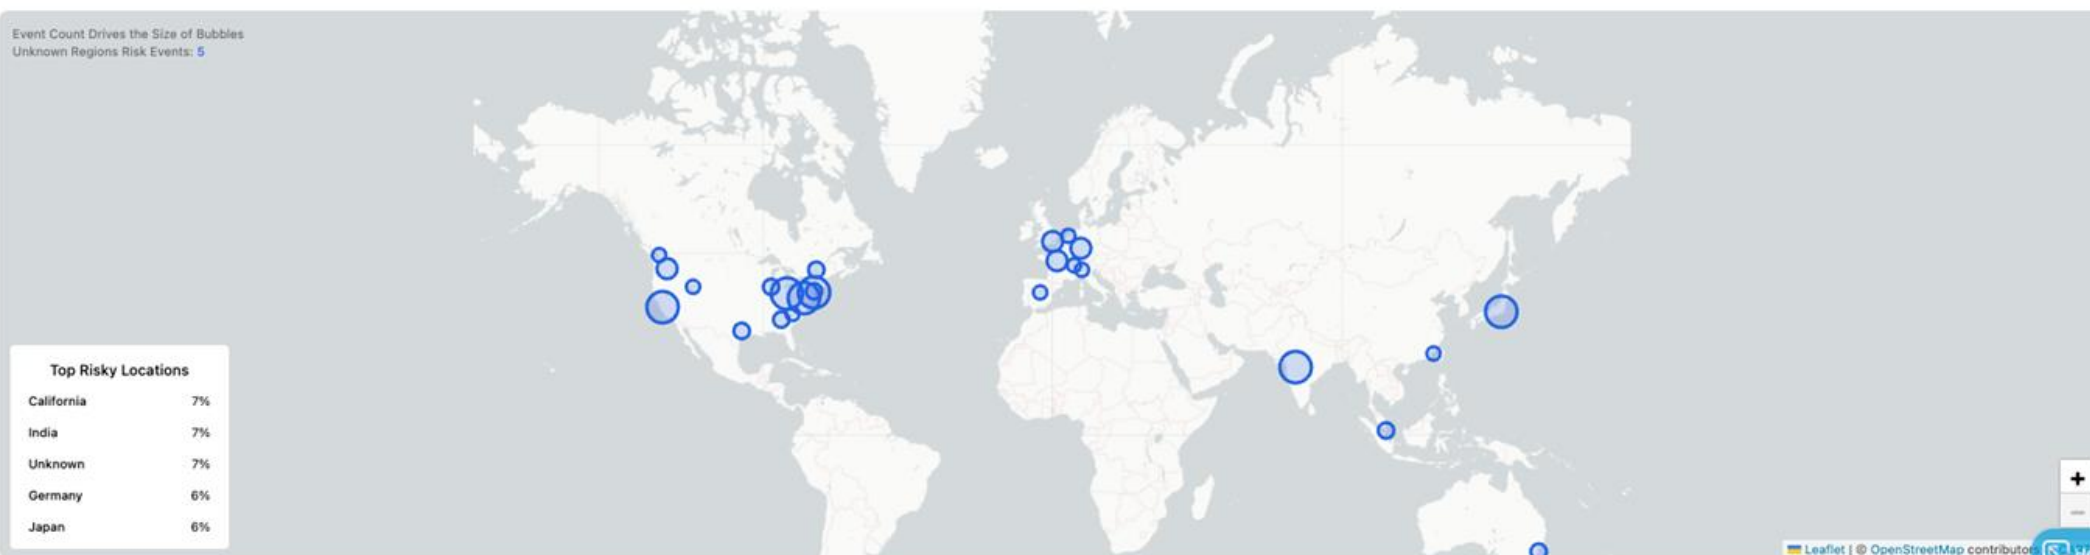 Event Count Drives the Size of Bubbles
Unknown Regions Risk Events: 5
Top Risky Locations
California 7%
India 7%
Unknown 7%
Germany 6%
Japan 6%
+
−
Leaflet | © OpenStreetMap contributors